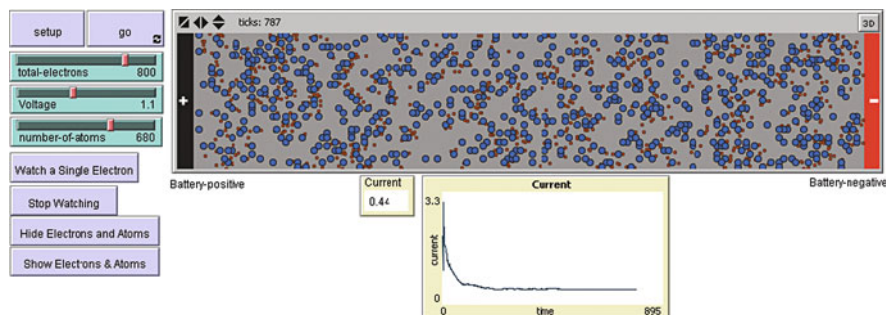 setup
go
ticks: 787
3D
total-electrons 800
Voltage 1.1
number-of-atoms 680
+
-
Watch a Single Electron
Stop Watching
Hide Electrons and Atoms
Show Electrons & Atoms
Battery-positive
Battery-negative
Current
0.44
Current
3.3
current
0
0
time
895